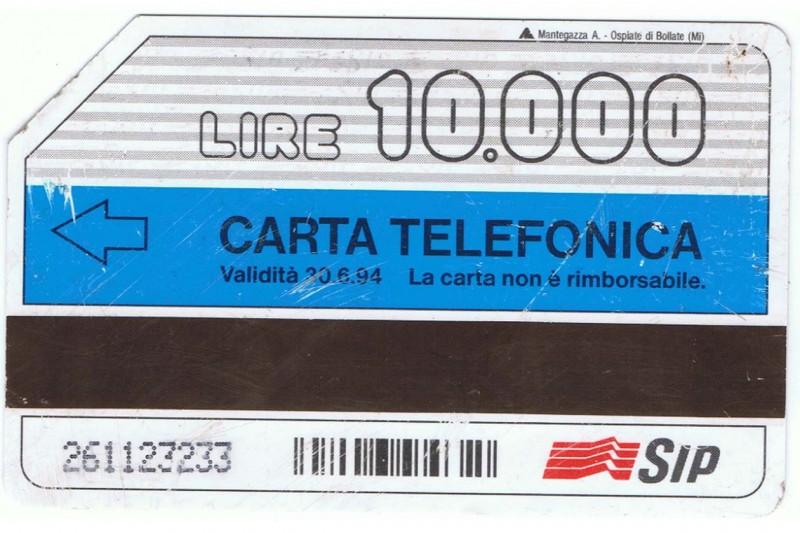 Mantegazza A. - Ospiate di Bollate (Mi)
LIRE 10.000
CARTA TELEFONICA
Validità 30.6.94 La carta non è rimborsabile.
261123233
SIP